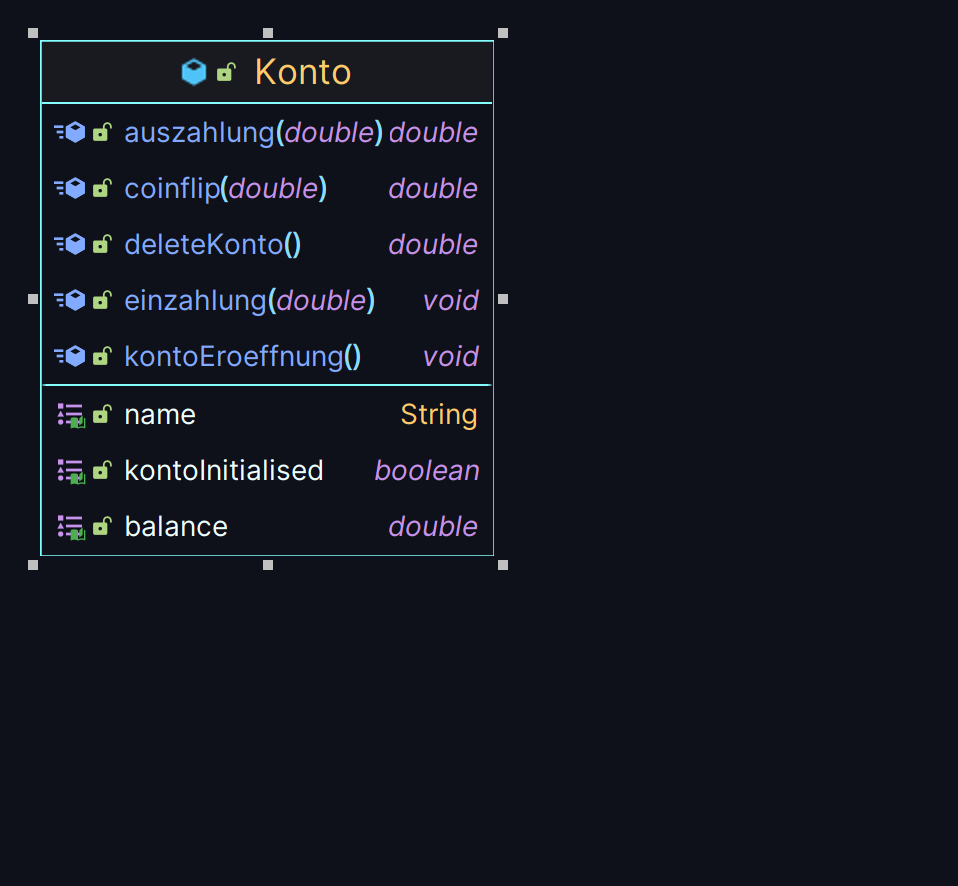 Konto
auszahlung(double) double
coinflip(double) double
deleteKonto() double
einzahlung(double) void
kontoEroeffnung() void
name String
kontoInitialised boolean
balance double